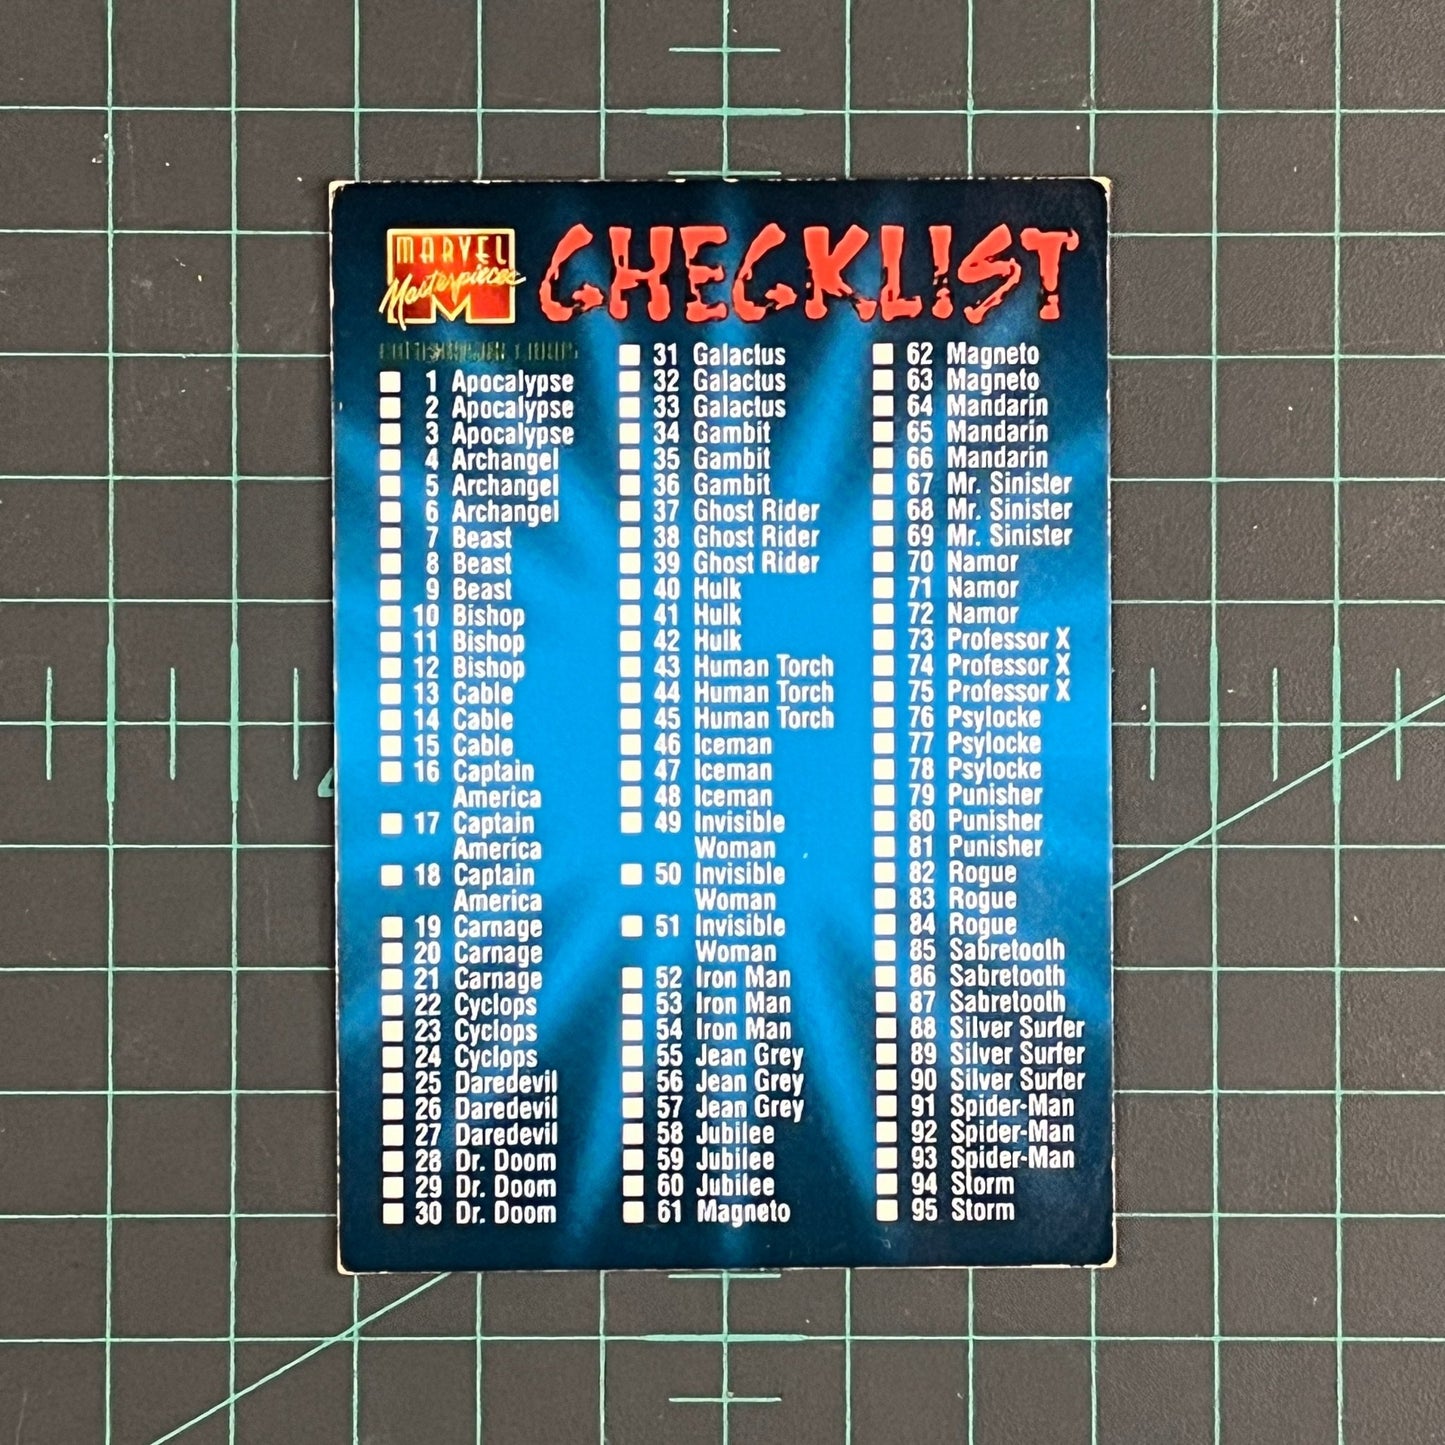 MARVEL
Masterpieces
CHECKLIST
1 Apocalypse
2 Apocalypse
3 Apocalypse
4 Archangel
5 Archangel
6 Archangel
7 Beast
8 Beast
9 Beast
10 Bishop
11 Bishop
12 Bishop
13 Cable
14 Cable
15 Cable
16 Captain
America
17 Captain
America
18 Captain
America
19 Carnage
20 Carnage
21 Carnage
22 Cyclops
23 Cyclops
24 Cyclops
25 Daredevil
26 Daredevil
27 Daredevil
28 Dr. Doom
29 Dr. Doom
30 Dr. Doom
31 Galactus
32 Galactus
33 Galactus
34 Gambit
35 Gambit
36 Gambit
37 Ghost Rider
38 Ghost Rider
39 Ghost Rider
40 Hulk
41 Hulk
42 Hulk
43 Human Torch
44 Human Torch
45 Human Torch
46 Iceman
47 Iceman
48 Iceman
49 Invisible
Woman
50 Invisible
Woman
51 Invisible
Woman
52 Iron Man
53 Iron Man
54 Iron Man
55 Jean Grey
56 Jean Grey
57 Jean Grey
58 Jubilee
59 Jubilee
60 Jubilee
61 Magneto
62 Magneto
63 Magneto
64 Mandarin
65 Mandarin
66 Mandarin
67 Mr. Sinister
68 Mr. Sinister
69 Mr. Sinister
70 Namor
71 Namor
72 Namor
73 Professor X
74 Professor X
75 Professor X
76 Psylocke
77 Psylocke
78 Psylocke
79 Punisher
80 Punisher
81 Punisher
82 Rogue
83 Rogue
84 Rogue
85 Sabretooth
86 Sabretooth
87 Sabretooth
88 Silver Surfer
89 Silver Surfer
90 Silver Surfer
91 Spider-Man
92 Spider-Man
93 Spider-Man
94 Storm
95 Storm